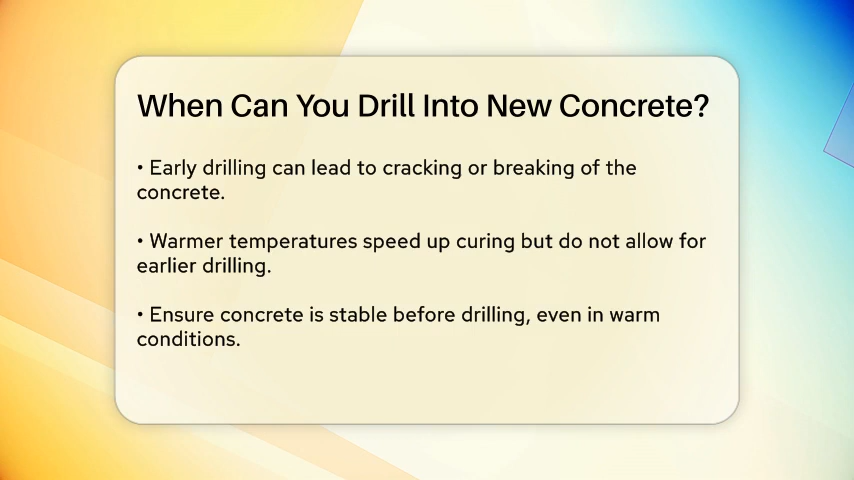 When Can You Drill Into New Concrete?
• Early drilling can lead to cracking or breaking of the
concrete.
• Warmer temperatures speed up curing but do not allow for
earlier drilling.
• Ensure concrete is stable before drilling, even in warm
conditions.